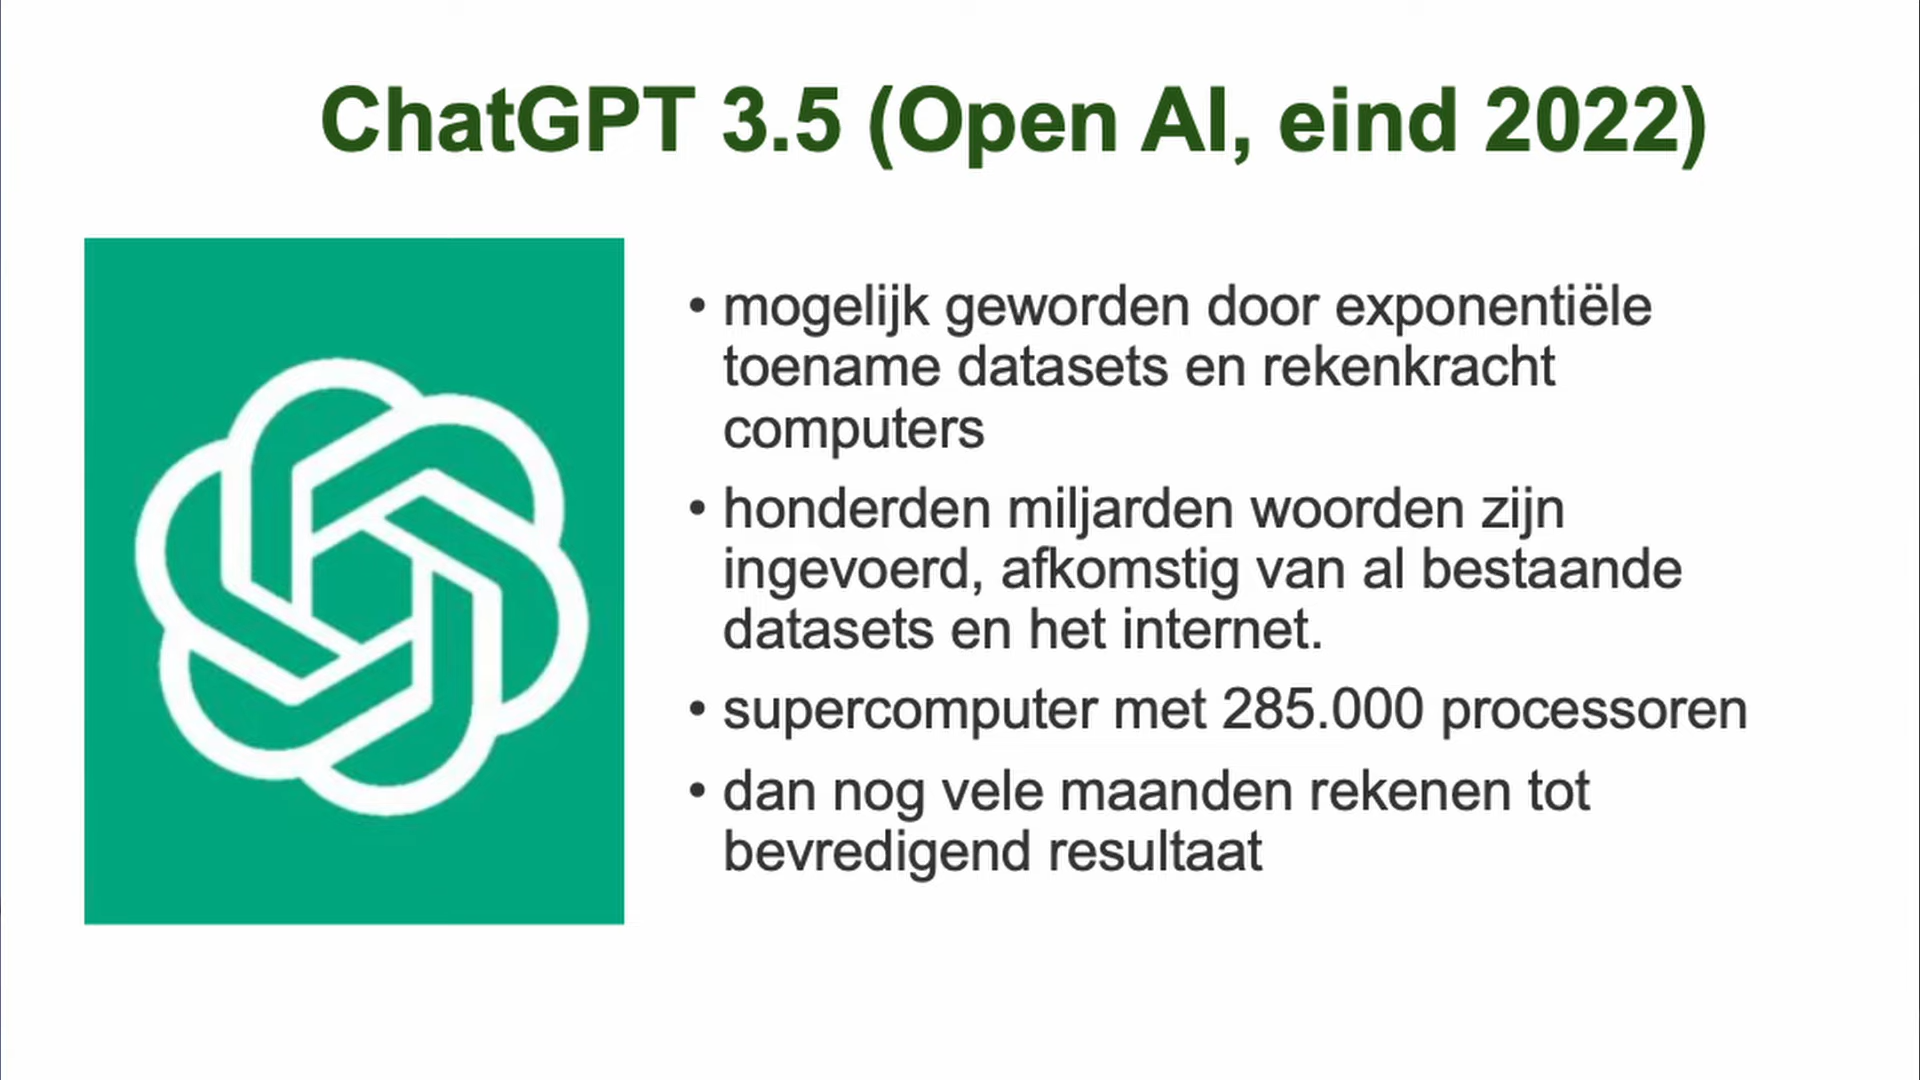 ChatGPT 3.5 (Open AI, eind 2022)
• mogelijk geworden door exponentiële
toename datasets en rekenkracht
computers
• honderden miljarden woorden zijn
ingevoerd, afkomstig van al bestaande
datasets en het internet.
• supercomputer met 285.000 processoren
• dan nog vele maanden rekenen tot
bevredigend resultaat